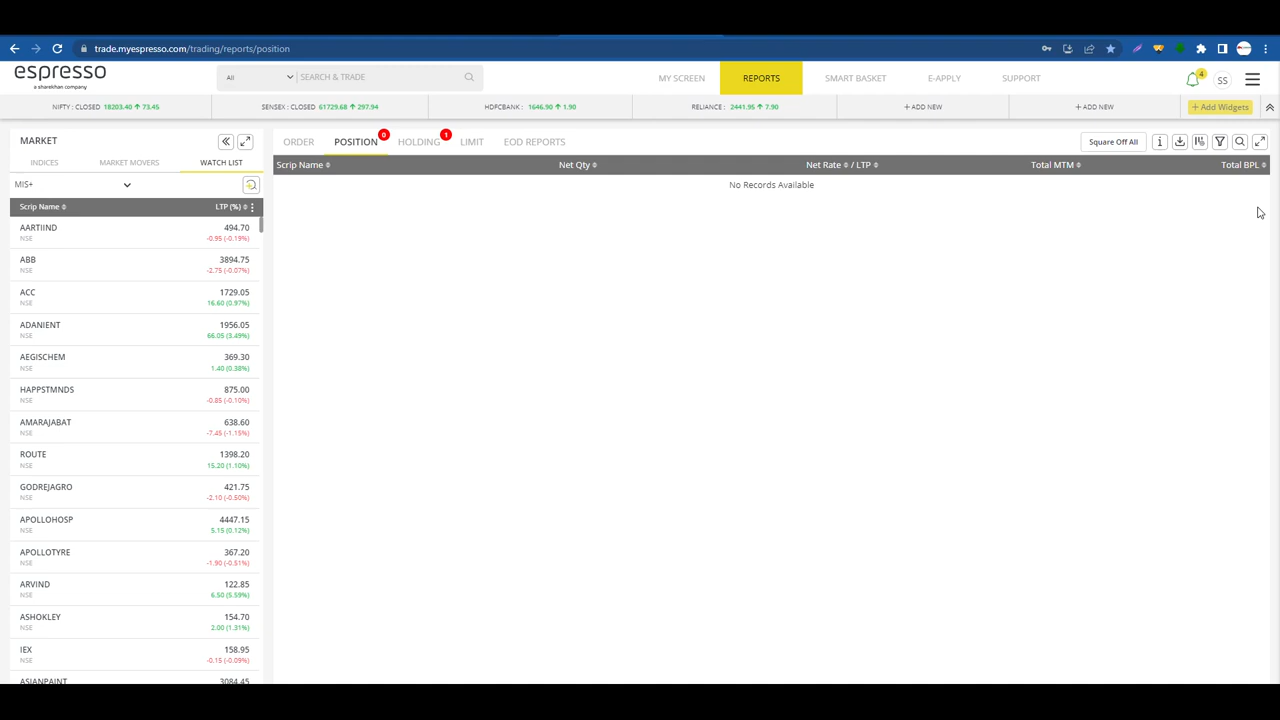 trade.myespresso.com/trading/reports/position
espresso
a sharekhan company
All
SEARCH & TRADE
MY SCREEN
REPORTS
SMART BASKET
E-APPLY
SUPPORT
4
SS
NIFTY : CLOSED 18203.40 ↑ 73.45
SENSEX : CLOSED 61729.68 ↑ 297.94
HDFCBANK : 1646.90 ↑ 1.90
RELIANCE : 2441.95 ↑ 7.90
+ ADD NEW
+ ADD NEW
+ Add Widgets
MARKET
INDICES
MARKET MOVERS
WATCH LIST
MIS+
Scrip Name
LTP (%)
AARTIIND 494.70
NSE -0.95 (-0.19%)
ABB 3894.75
NSE -2.75 (-0.07%)
ACC 1729.05
NSE 16.60 (0.97%)
ADANIENT 1956.05
NSE 66.05 (3.49%)
AEGISCHEM 369.30
NSE 1.40 (0.38%)
HAPPSTMNDS 875.00
NSE -0.85 (-0.10%)
AMARAJABAT 638.60
NSE -7.45 (-1.15%)
ROUTE 1398.20
NSE 15.20 (1.10%)
GODREJAGRO 421.75
NSE -2.10 (-0.50%)
APOLLOHOSP 4447.15
NSE 5.15 (0.12%)
APOLLOTYRE 367.20
NSE -1.90 (-0.51%)
ARVIND 122.85
NSE 6.50 (5.59%)
ASHOKLEY 154.70
NSE 2.00 (1.31%)
IEX 158.95
NSE -0.15 (-0.09%)
ASIANPAINT 3084.45
ORDER
POSITION 0
HOLDING 1
LIMIT
EOD REPORTS
Square Off All
Scrip Name
Net Qty
Net Rate / LTP
Total MTM
Total BPL
No Records Available